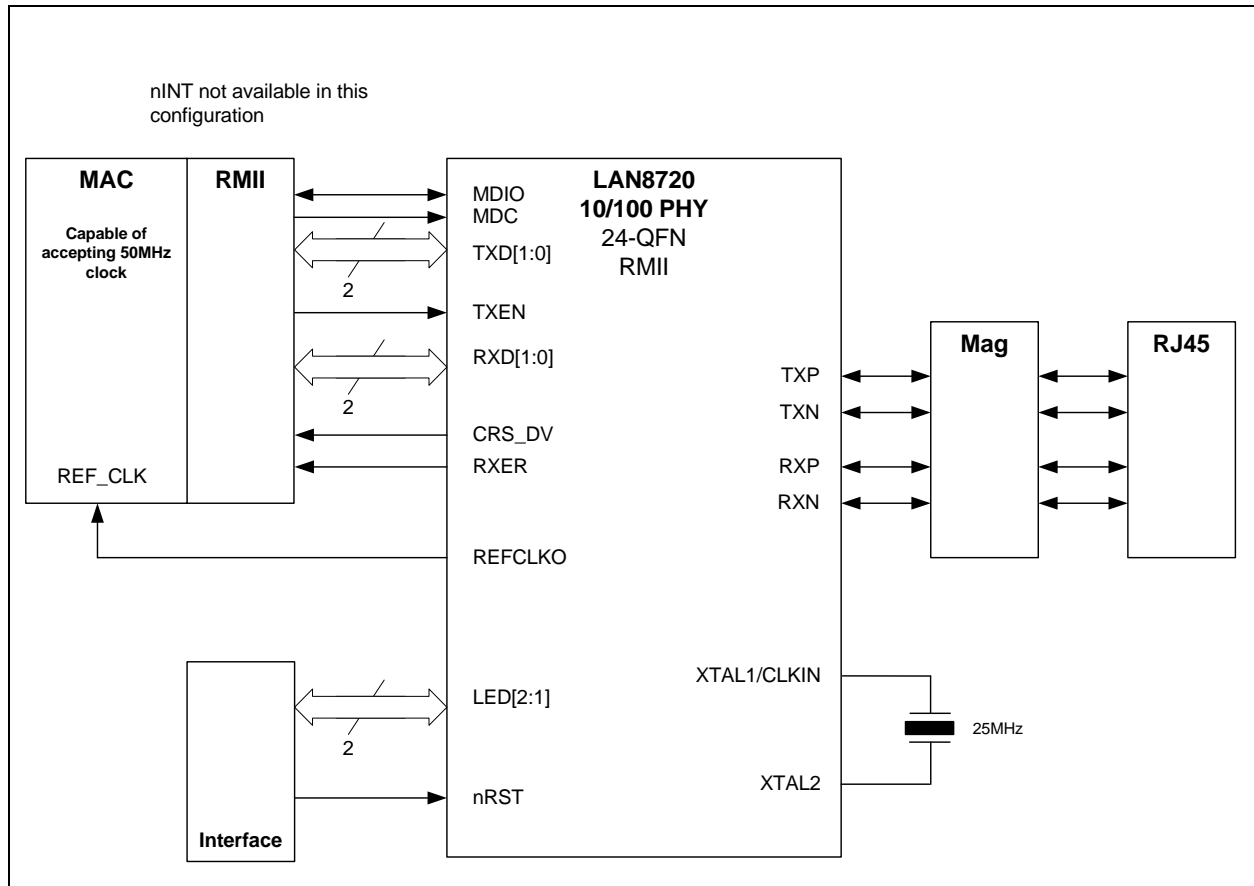 nINT not available in this
configuration
MAC
Capable of
accepting 50MHz
clock
REF_CLK
RMII
LAN8720
10/100 PHY
24-QFN
RMII
MDIO
MDC
TXD[1:0]
2
TXEN
RXD[1:0]
2
CRS_DV
RXER
REFCLKO
LED[2:1]
2
nRST
Interface
TXP
TXN
RXP
RXN
XTAL1/CLKIN
XTAL2
25MHz
Mag
RJ45